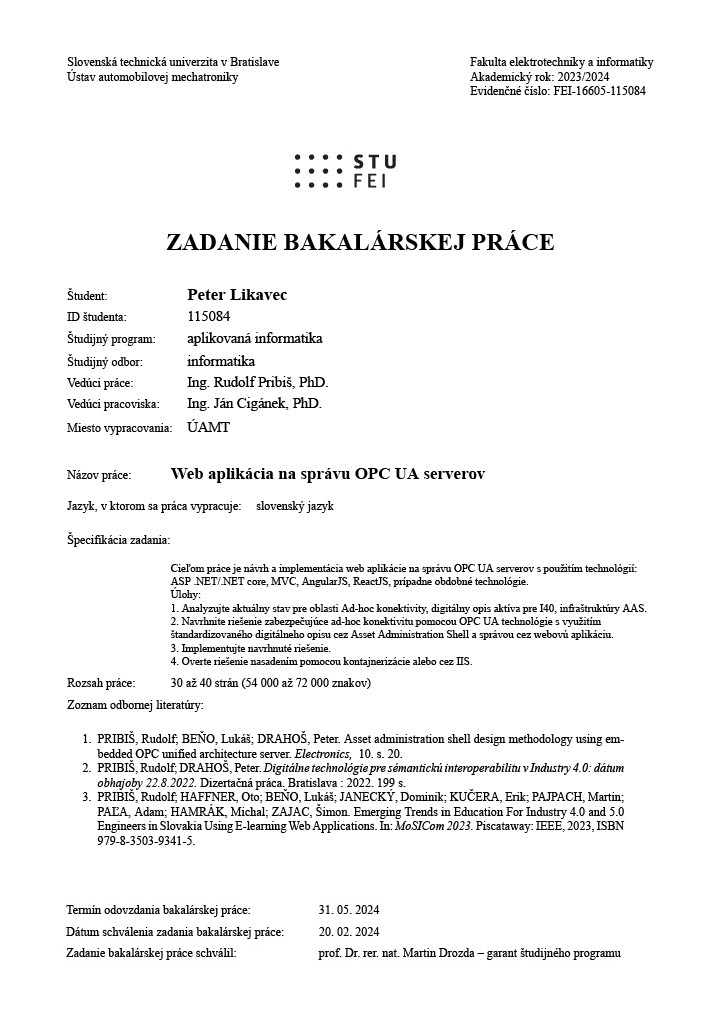 Slovenská technická univerzita v Bratislave
Ústav automobilovej mechatroniky
Fakulta elektrotechniky a informatiky
Akademický rok: 2023/2024
Evidenčné číslo: FEI-16605-115084
STU
FEI
ZADANIE BAKALÁRSKEJ PRÁCE
Študent: Peter Likavec
ID študenta: 115084
Študijný program: aplikovaná informatika
Študijný odbor: informatika
Vedúci práce: Ing. Rudolf Pribiš, PhD.
Vedúci pracoviska: Ing. Ján Cigánek, PhD.
Miesto vypracovania: ÚAMT
Názov práce: Web aplikácia na správu OPC UA serverov
Jazyk, v ktorom sa práca vypracuje: slovenský jazyk
Špecifikácia zadania:
Cieľom práce je návrh a implementácia web aplikácie na správu OPC UA serverov s použitím technológií:
ASP .NET/.NET core, MVC, AngularJS, ReactJS, prípadne obdobné technológie.
Úlohy:
1. Analyzujte aktuálny stav pre oblasti Ad-hoc konektivity, digitálny opis aktíva pre I40, infraštruktúry AAS.
2. Navrhnite riešenie zabezpečujúce ad-hoc konektivitu pomocou OPC UA technológie s využitím
štandardizovaného digitálneho opisu cez Asset Administration Shell a správou cez webovú aplikáciu.
3. Implementujte navrhnuté riešenie.
4. Overte riešenie nasadením pomocou kontajnerizácie alebo cez IIS.
Rozsah práce: 30 až 40 strán (54 000 až 72 000 znakov)
Zoznam odbornej literatúry:
1. PRIBIŠ, Rudolf; BEŇO, Lukáš; DRAHOŠ, Peter. Asset administration shell design methodology using em-
bedded OPC unified architecture server. Electronics, 10. s. 20.
2. PRIBIŠ, Rudolf; DRAHOŠ, Peter. Digitálne technológie pre sémantickú interoperabilitu v Industry 4.0: dátum
obhajoby 22.8.2022. Dizertačná práca. Bratislava : 2022. 199 s.
3. PRIBIŠ, Rudolf; HAFFNER, Oto; BEŇO, Lukáš; JANECKÝ, Dominik; KUČERA, Erik; PAJPACH, Martin;
PAĽA, Adam; HAMRÁK, Michal; ZAJAC, Šimon. Emerging Trends in Education For Industry 4.0 and 5.0
Engineers in Slovakia Using E-learning Web Applications. In: MoSICom 2023. Piscataway: IEEE, 2023, ISBN
979-8-3503-9341-5.
Termín odovzdania bakalárskej práce: 31. 05. 2024
Dátum schválenia zadania bakalárskej práce: 20. 02. 2024
Zadanie bakalárskej práce schválil: prof. Dr. rer. nat. Martin Drozda – garant študijného programu